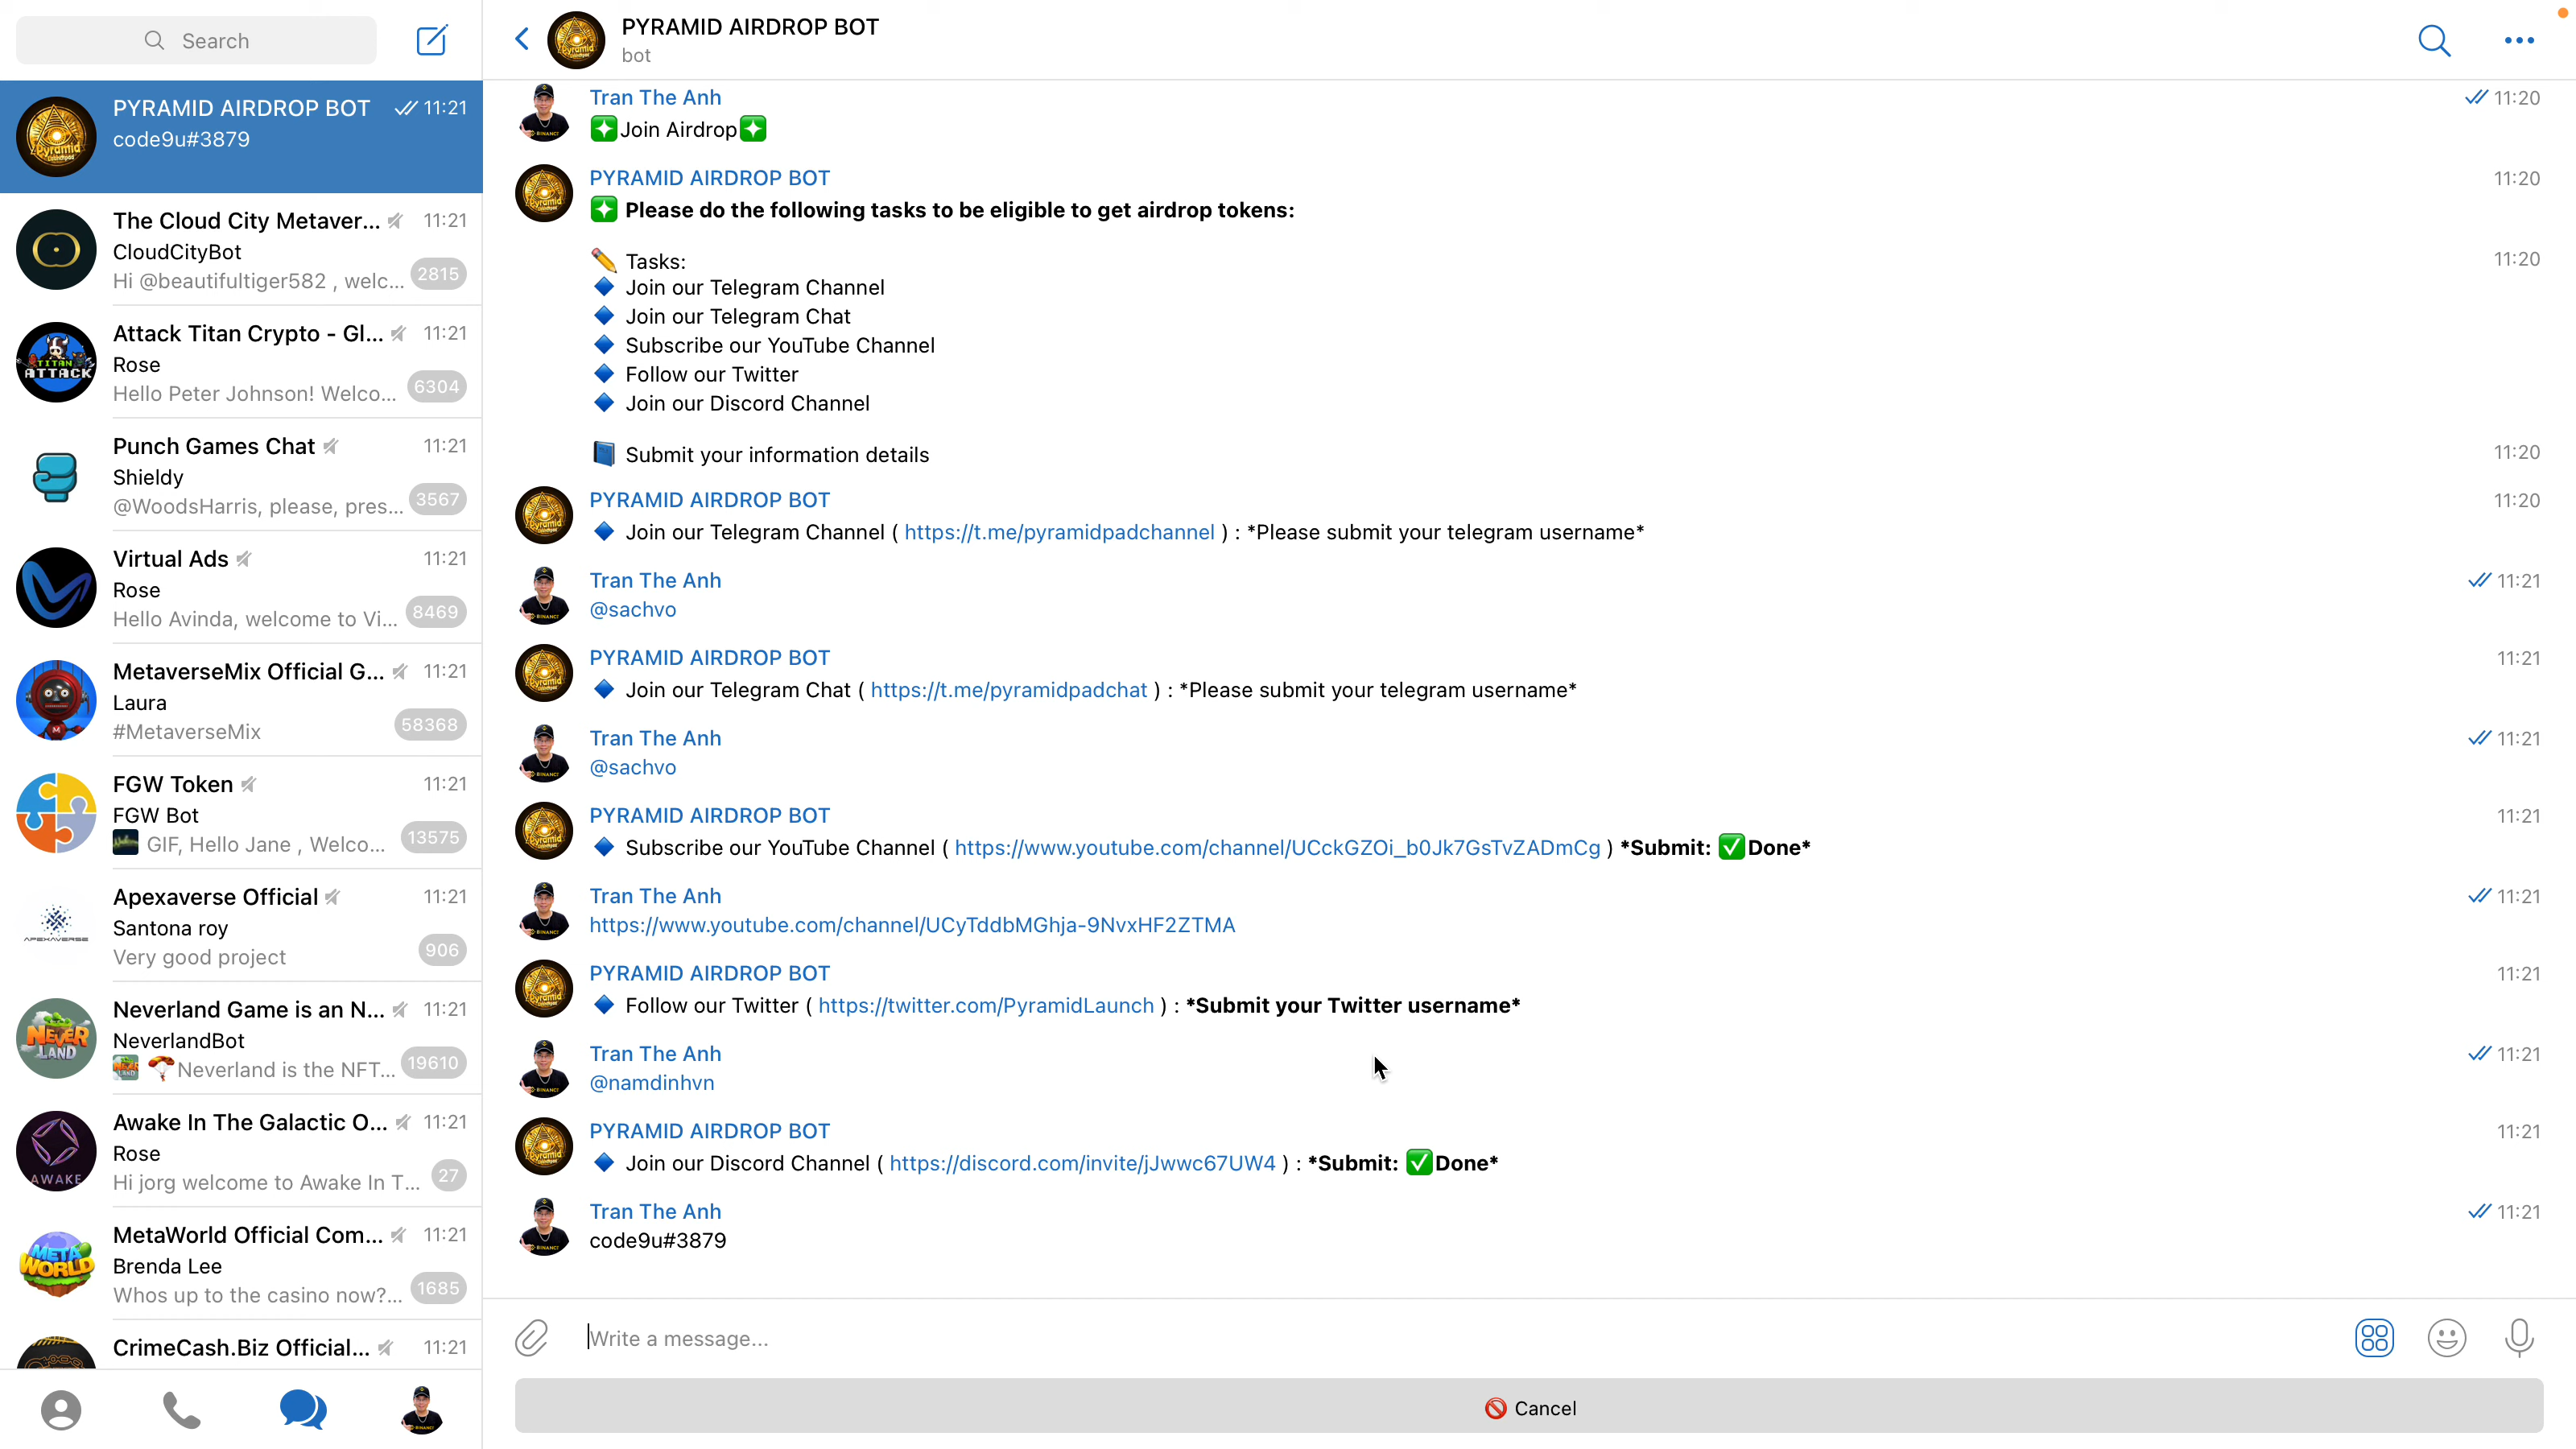 Search
PYRAMID AIRDROP BOT 11:21
code9u#3879
The Cloud City Metaver... 11:21
CloudCityBot
Hi @beautifultiger582 , welc... 2815
Attack Titan Crypto - Gl... 11:21
Rose
Hello Peter Johnson! Welco... 6304
Punch Games Chat 11:21
Shieldy
@WoodsHarris, please, pres... 3567
Virtual Ads 11:21
Rose
Hello Avinda, welcome to Vi... 8469
MetaverseMix Official G... 11:21
Laura
#MetaverseMix 58368
FGW Token 11:21
FGW Bot
GIF, Hello Jane , Welco... 13575
Apexaverse Official 11:21
Santona roy
Very good project 906
Neverland Game is an N... 11:21
NeverlandBot
🪂Neverland is the NFT... 19610
Awake In The Galactic O... 11:21
Rose
Hi jorg welcome to Awake In T... 27
MetaWorld Official Com... 11:21
Brenda Lee
Whos up to the casino now?... 1685
CrimeCash.Biz Official... 11:21
PYRAMID AIRDROP BOT
bot
Tran The Anh 11:20
❇️Join Airdrop❇️
PYRAMID AIRDROP BOT 11:20
❇️ Please do the following tasks to be eligible to get airdrop tokens:
✏️ Tasks: 11:20
🔹 Join our Telegram Channel
🔹 Join our Telegram Chat
🔹 Subscribe our YouTube Channel
🔹 Follow our Twitter
🔹 Join our Discord Channel
📘 Submit your information details 11:20
PYRAMID AIRDROP BOT 11:20
🔹 Join our Telegram Channel ( https://t.me/pyramidpadchannel ) : *Please submit your telegram username*
Tran The Anh 11:21
@sachvo
PYRAMID AIRDROP BOT 11:21
🔹 Join our Telegram Chat ( https://t.me/pyramidpadchat ) : *Please submit your telegram username*
Tran The Anh 11:21
@sachvo
PYRAMID AIRDROP BOT 11:21
🔹 Subscribe our YouTube Channel ( https://www.youtube.com/channel/UCckGZOi_b0Jk7GsTvZADmCg ) *Submit: ✅Done*
Tran The Anh 11:21
https://www.youtube.com/channel/UCyTddbMGhja-9NvxHF2ZTMA
PYRAMID AIRDROP BOT 11:21
🔹 Follow our Twitter ( https://twitter.com/PyramidLaunch ) : *Submit your Twitter username*
Tran The Anh 11:21
@namdinhvn
PYRAMID AIRDROP BOT 11:21
🔹 Join our Discord Channel ( https://discord.com/invite/jJwwc67UW4 ) : *Submit: ✅Done*
Tran The Anh 11:21
code9u#3879
Write a message...
🚫 Cancel